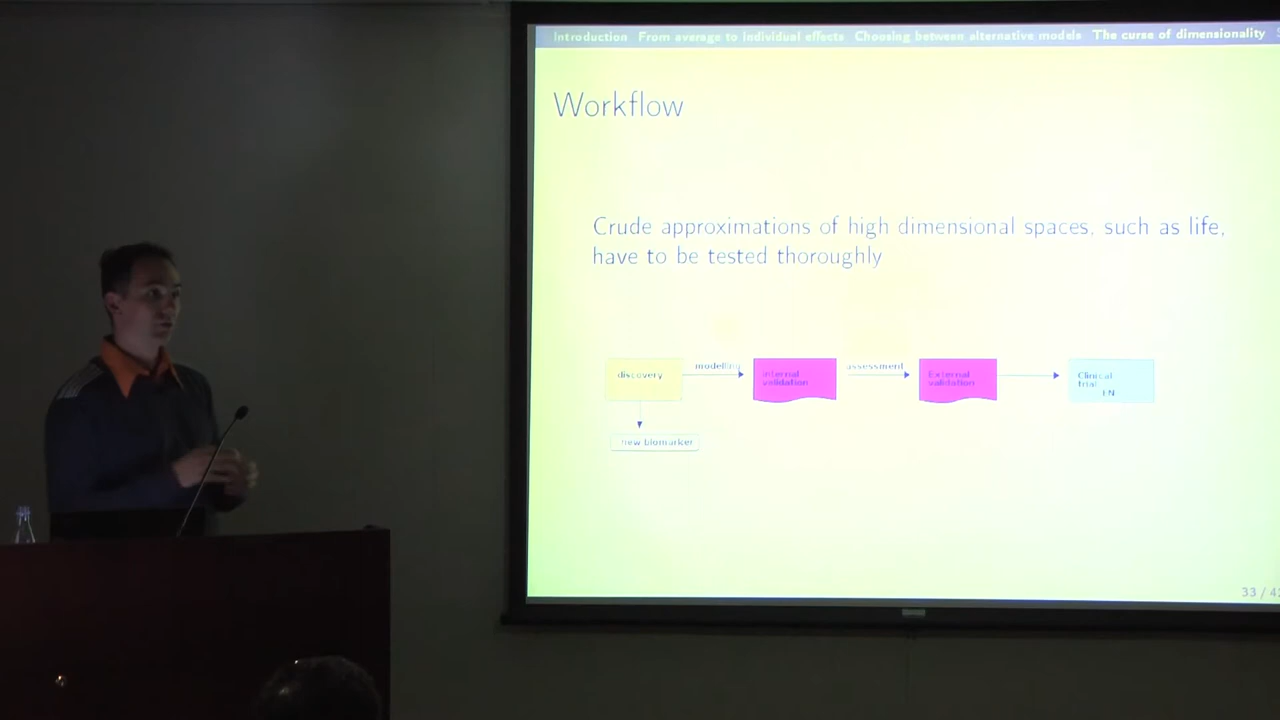 Introduction From average to individual effects Choosing between alternative models The curse of dimensionality
Workflow
Crude approximations of high dimensional spaces, such as life,
have to be tested thoroughly
discovery
modelling
Internal
validation
assessment
External
validation
Clinical
trial
EN
new biomarker
33 / 4